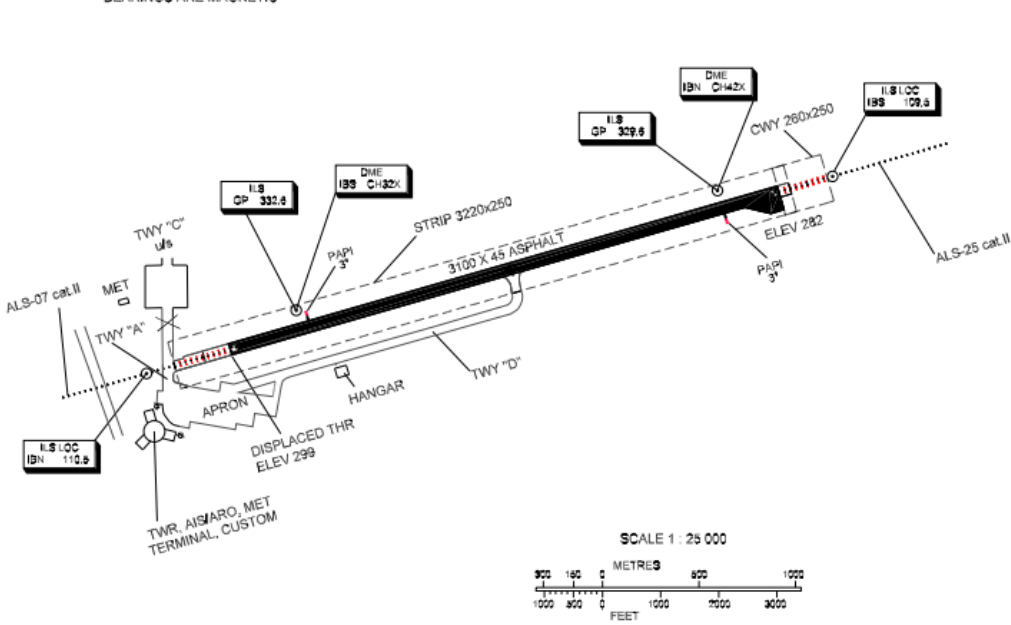 BEARINGS ARE MAGNETIC
DME
IBN CH42X
ILS LOC
IBS 109.5
ILS
GP 329.6
CWY 260x250
DME
IBS CH32X
ILS
GP 332.6
STRIP 3220x250
TWY "C"
u/s
PAPI
3°
3100 X 45 ASPHALT
ELEV 282
PAPI
3°
ALS-25 cat.II
MET
ALS-07 cat.II
TWY "A"
TWY "D"
HANGAR
APRON
DISPLACED THR
ELEV 299
ILS LOC
IBN 110.5
TWR, AIS/ARO, MET
TERMINAL, CUSTOM
SCALE 1 : 25 000
METRES
300 150 0 500 1000
1000 500 0 1000 2000 3000
FEET